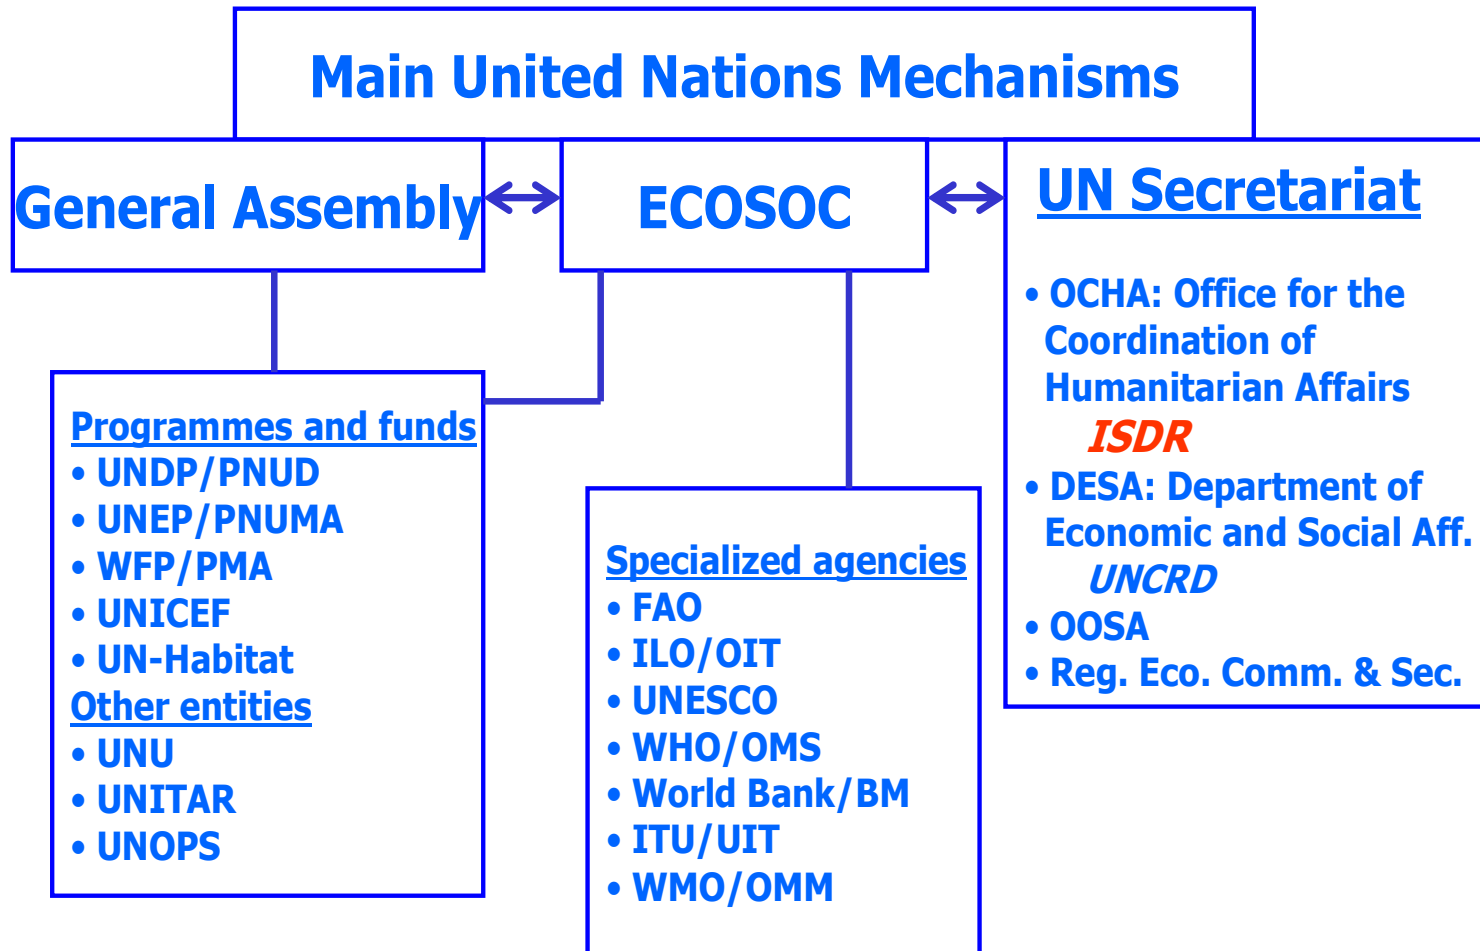 Main United Nations Mechanisms
General Assembly
ECOSOC
UN Secretariat
• OCHA: Office for the
Coordination of
Humanitarian Affairs
ISDR
• DESA: Department of
Economic and Social Aff.
UNCRD
• OOSA
• Reg. Eco. Comm. & Sec.
Programmes and funds
• UNDP/PNUD
• UNEP/PNUMA
• WFP/PMA
• UNICEF
• UN-Habitat
Other entities
• UNU
• UNITAR
• UNOPS
Specialized agencies
• FAO
• ILO/OIT
• UNESCO
• WHO/OMS
• World Bank/BM
• ITU/UIT
• WMO/OMM